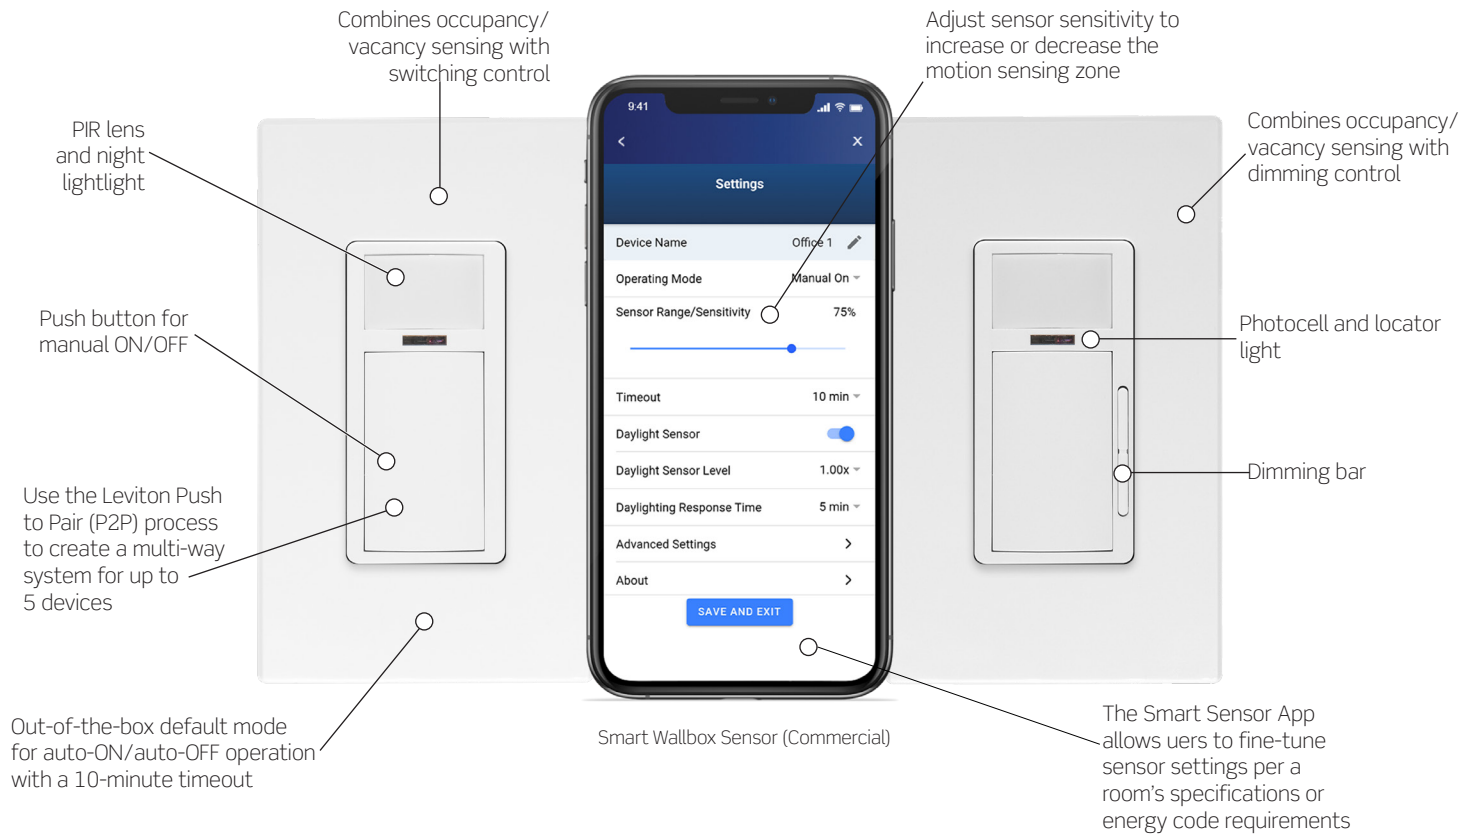 Combines occupancy/
vacancy sensing with
switching control
Adjust sensor sensitivity to
increase or decrease the
motion sensing zone
PIR lens
and night
lightlight
Combines occupancy/
vacancy sensing with
dimming control
Push button for
manual ON/OFF
Photocell and locator
light
Use the Leviton Push
to Pair (P2P) process
to create a multi-way
system for up to
5 devices
Dimming bar
Out-of-the-box default mode
for auto-ON/auto-OFF operation
with a 10-minute timeout
9:41
< X
Settings
Device Name Office 1
Operating Mode Manual On
Sensor Range/Sensitivity 75%
Timeout 10 min
Daylight Sensor
Daylight Sensor Level 1.00x
Daylighting Response Time 5 min
Advanced Settings >
About >
SAVE AND EXIT
Smart Wallbox Sensor (Commercial)
The Smart Sensor App
allows uers to fine-tune
sensor settings per a
room's specifications or
energy code requirements